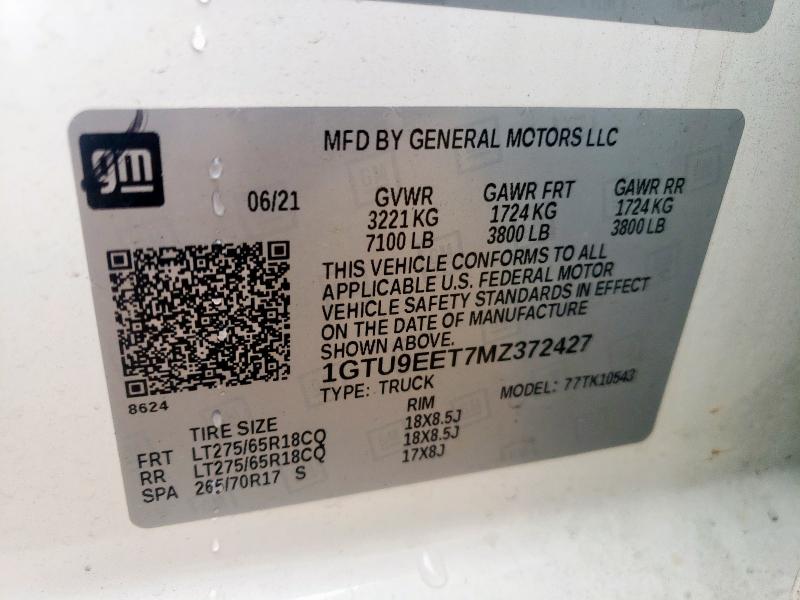 gm
MFD BY GENERAL MOTORS LLC
06/21 GVWR GAWR FRT GAWR RR
3221 KG 1724 KG 1724 KG
7100 LB 3800 LB 3800 LB
THIS VEHICLE CONFORMS TO ALL
APPLICABLE U.S. FEDERAL MOTOR
VEHICLE SAFETY STANDARDS IN EFFECT
ON THE DATE OF MANUFACTURE
SHOWN ABOVE.
1GTU9EET7MZ372427
TYPE: TRUCK MODEL: 77TK10543
8624
TIRE SIZE RIM
FRT LT275/65R18CQ 18X8.5J
RR LT275/65R18CQ 18X8.5J
SPA 265/70R17 S 17X8J